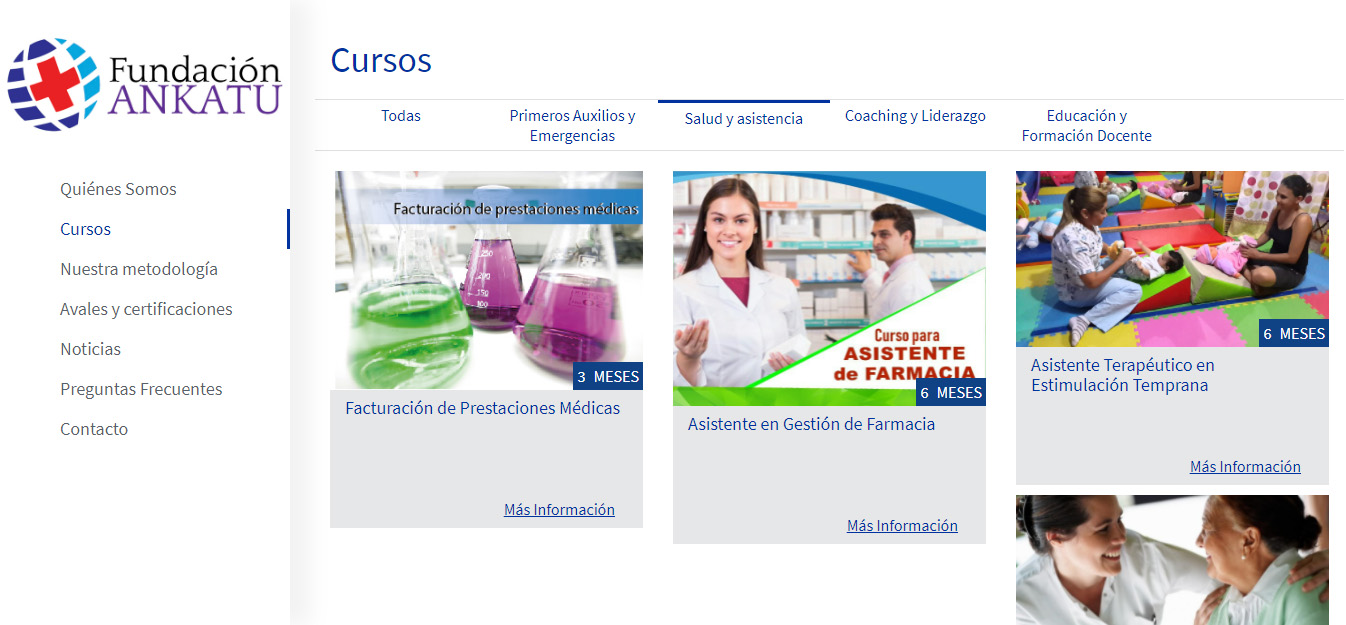 Fundación
ANKATU
Quiénes Somos
Cursos
Nuestra metodología
Avales y certificaciones
Noticias
Preguntas Frecuentes
Contacto
Cursos
Todas
Primeros Auxilios y
Emergencias
Salud y asistencia
Coaching y Liderazgo
Educación y
Formación Docente
Facturación de prestaciones médicas
250
200
150
100
3 MESES
Facturación de Prestaciones Médicas
Más Información
Curso para
ASISTENTE
de FARMACIA
6 MESES
Asistente en Gestión de Farmacia
Más Información
6 MESES
Asistente Terapéutico en
Estimulación Temprana
Más Información